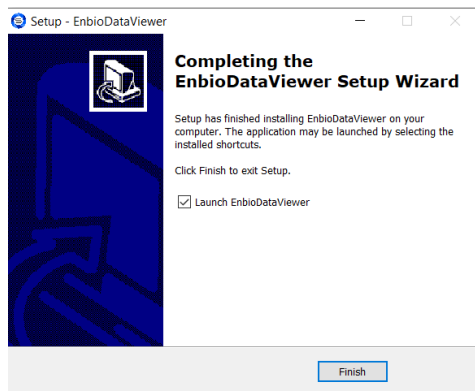 Setup - EnbioDataViewer
Completing the
EnbioDataViewer Setup Wizard
Setup has finished installing EnbioDataViewer on your
computer. The application may be launched by selecting the
installed shortcuts.
Click Finish to exit Setup.
Launch EnbioDataViewer
Finish